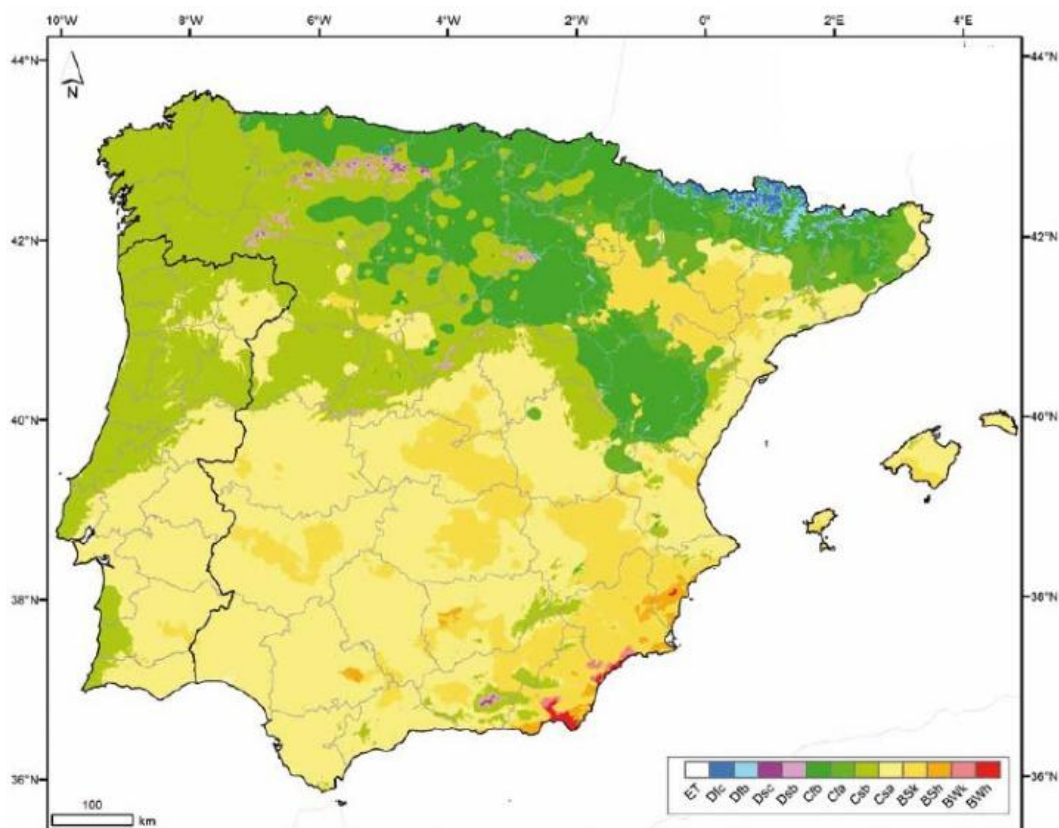 10°W 8°W 6°W 4°W 2°W 0° 2°E 4°E
44°N 44°N
N
42°N 42°N
40°N 40°N
38°N 38°N
36°N 36°N
ET Dfc Dfb Dsc Dsb Cfb Cfa Csb Csa BSk BSh BWk BWh
100
km